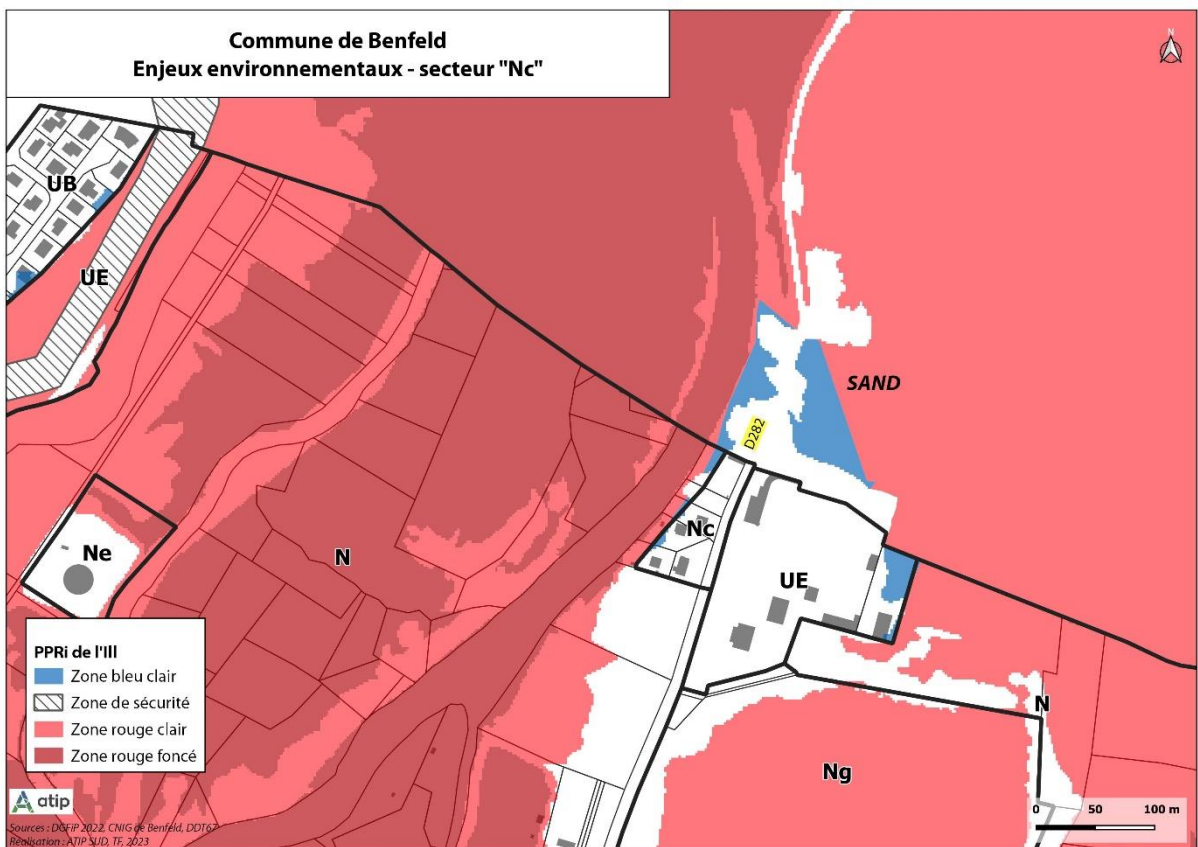 Commune de Benfeld
Enjeux environnementaux - secteur "Nc"
N
UB
UE
SAND
D282
Nc
Ne
N
UE
N
Ng
PPRi de l'Ill
Zone bleu clair
Zone de sécurité
Zone rouge clair
Zone rouge foncé
atip
0 50 100 m
Sources : DGFiP 2022, CNIG de Benfeld, DDT67
Réalisation : ATIP SUD, TF, 2023